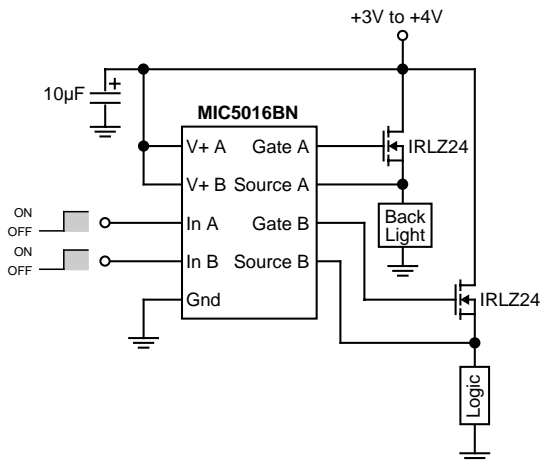 +3V to +4V
10µF
+
MIC5016BN
V+ A
Gate A
IRLZ24
V+ B
Source A
ON
OFF
In A
Gate B
Back
Light
ON
OFF
In B
Source B
Gnd
IRLZ24
Logic